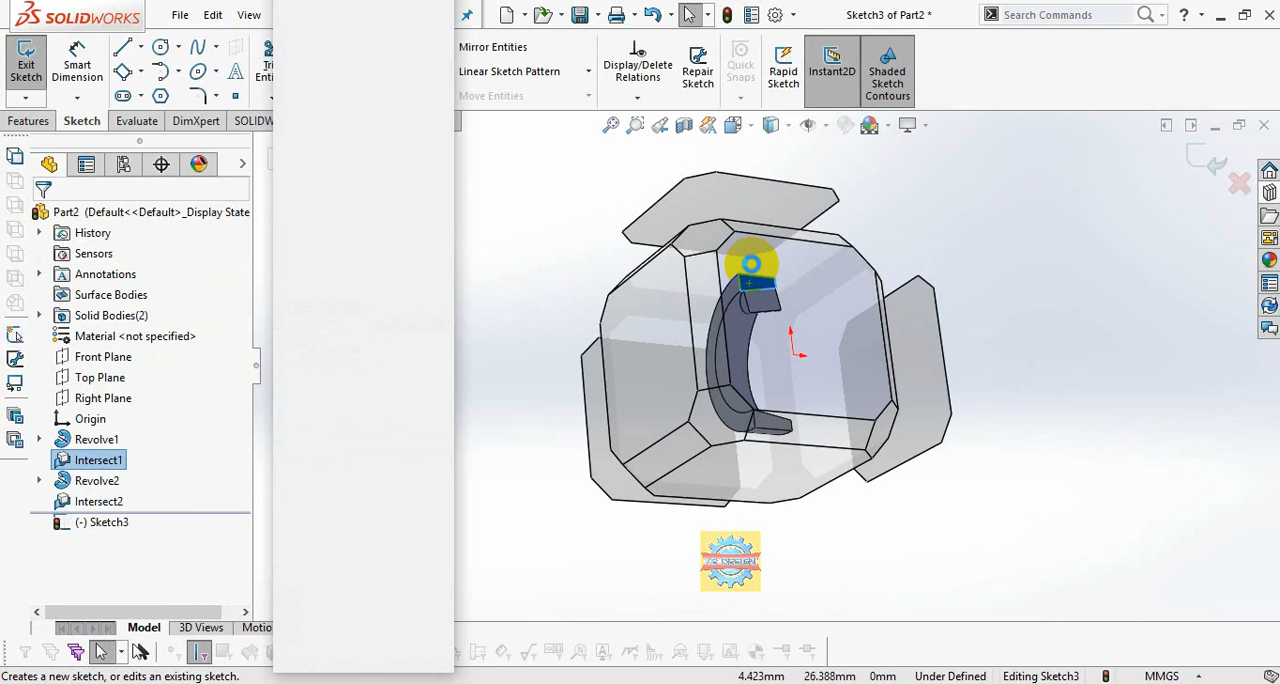 SOLIDWORKS
File Edit View
Sketch3 of Part2 *
Search Commands
Exit Sketch
Smart Dimension
Tri
Enti
Mirror Entities
Linear Sketch Pattern
Move Entities
Display/Delete Relations
Repair Sketch
Quick Snaps
Rapid Sketch
Instant2D
Shaded Sketch Contours
Features Sketch Evaluate DimXpert SOLIDW
Part2 (Default<<Default>_Display State
History
Sensors
Annotations
Surface Bodies
Solid Bodies(2)
Material <not specified>
Front Plane
Top Plane
Right Plane
Origin
Revolve1
Intersect1
Revolve2
Intersect2
(-) Sketch3
Model 3D Views Motio
Creates a new sketch, or edits an existing sketch.
4.423mm 26.388mm 0mm Under Defined Editing Sketch3 MMGS